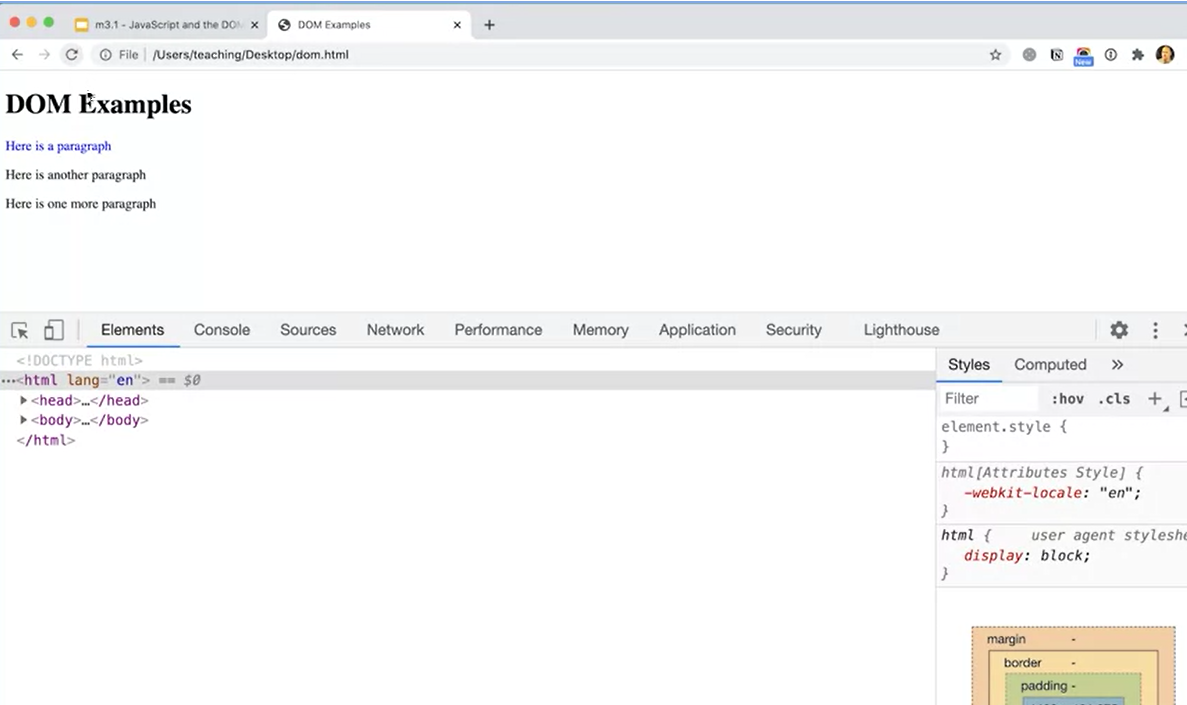 m3.1 - JavaScript and the DOM
DOM Examples
File
/Users/teaching/Desktop/dom.html
New
DOM Examples
Here is a paragraph
Here is another paragraph
Here is one more paragraph
Elements Console Sources Network Performance Memory Application Security Lighthouse
<!DOCTYPE html>
…<html lang="en"> == $0
<head>…</head>
<body>…</body>
</html>
Styles Computed »
Filter :hov .cls +
element.style {
}
html[Attributes Style] {
-webkit-locale: "en";
}
html { user agent styleshe
display: block;
}
margin -
border -
padding -